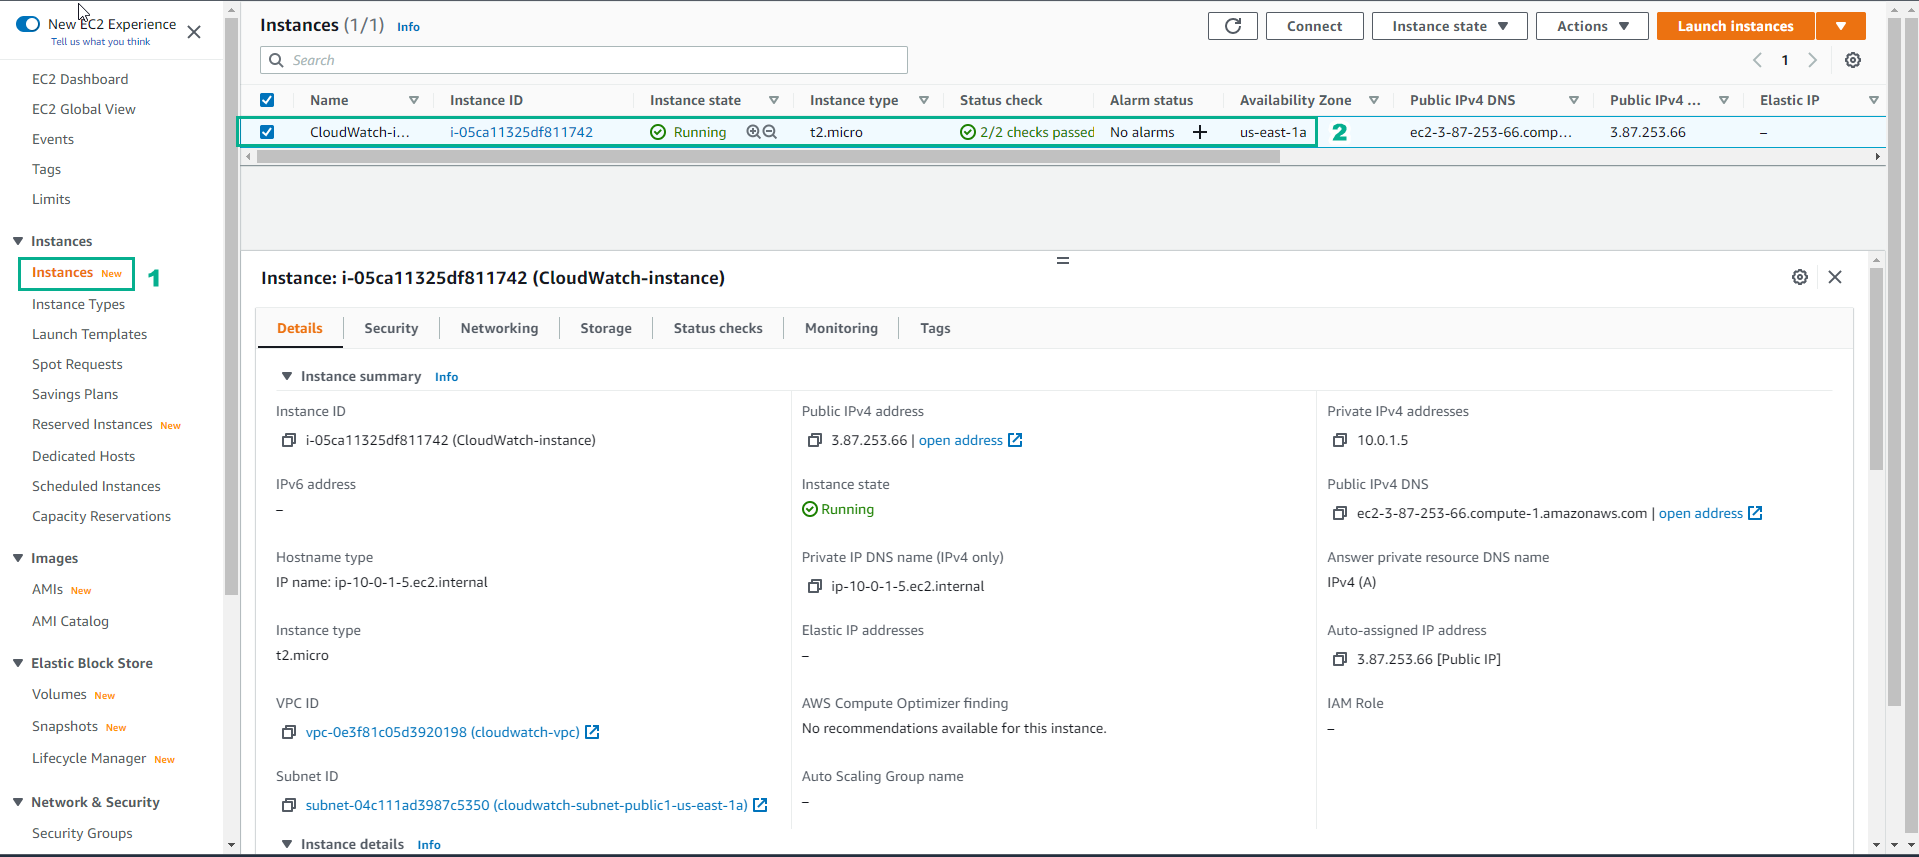 New EC2 Experience
Tell us what you think
EC2 Dashboard
EC2 Global View
Events
Tags
Limits
Instances
Instances New
1
Instance Types
Launch Templates
Spot Requests
Savings Plans
Reserved Instances New
Dedicated Hosts
Scheduled Instances
Capacity Reservations
Images
AMIs New
AMI Catalog
Elastic Block Store
Volumes New
Snapshots New
Lifecycle Manager New
Network & Security
Security Groups
Instances (1/1) Info
Connect
Instance state
Actions
Launch instances
Search
1
Name Instance ID Instance state Instance type Status check Alarm status Availability Zone Public IPv4 DNS Public IPv4 ... Elastic IP
CloudWatch-i... i-05ca11325df811742 Running t2.micro 2/2 checks passed No alarms + us-east-1a 2 ec2-3-87-253-66.comp... 3.87.253.66 –
Instance: i-05ca11325df811742 (CloudWatch-instance)
Details Security Networking Storage Status checks Monitoring Tags
Instance summary Info
Instance ID
i-05ca11325df811742 (CloudWatch-instance)
Public IPv4 address
3.87.253.66 | open address
Private IPv4 addresses
10.0.1.5
IPv6 address
–
Instance state
Running
Public IPv4 DNS
ec2-3-87-253-66.compute-1.amazonaws.com | open address
Hostname type
IP name: ip-10-0-1-5.ec2.internal
Private IP DNS name (IPv4 only)
ip-10-0-1-5.ec2.internal
Answer private resource DNS name
IPv4 (A)
Instance type
t2.micro
Elastic IP addresses
–
Auto-assigned IP address
3.87.253.66 [Public IP]
VPC ID
vpc-0e3f81c05d3920198 (cloudwatch-vpc)
AWS Compute Optimizer finding
No recommendations available for this instance.
IAM Role
–
Subnet ID
subnet-04c111ad3987c5350 (cloudwatch-subnet-public1-us-east-1a)
Auto Scaling Group name
–
Instance details Info